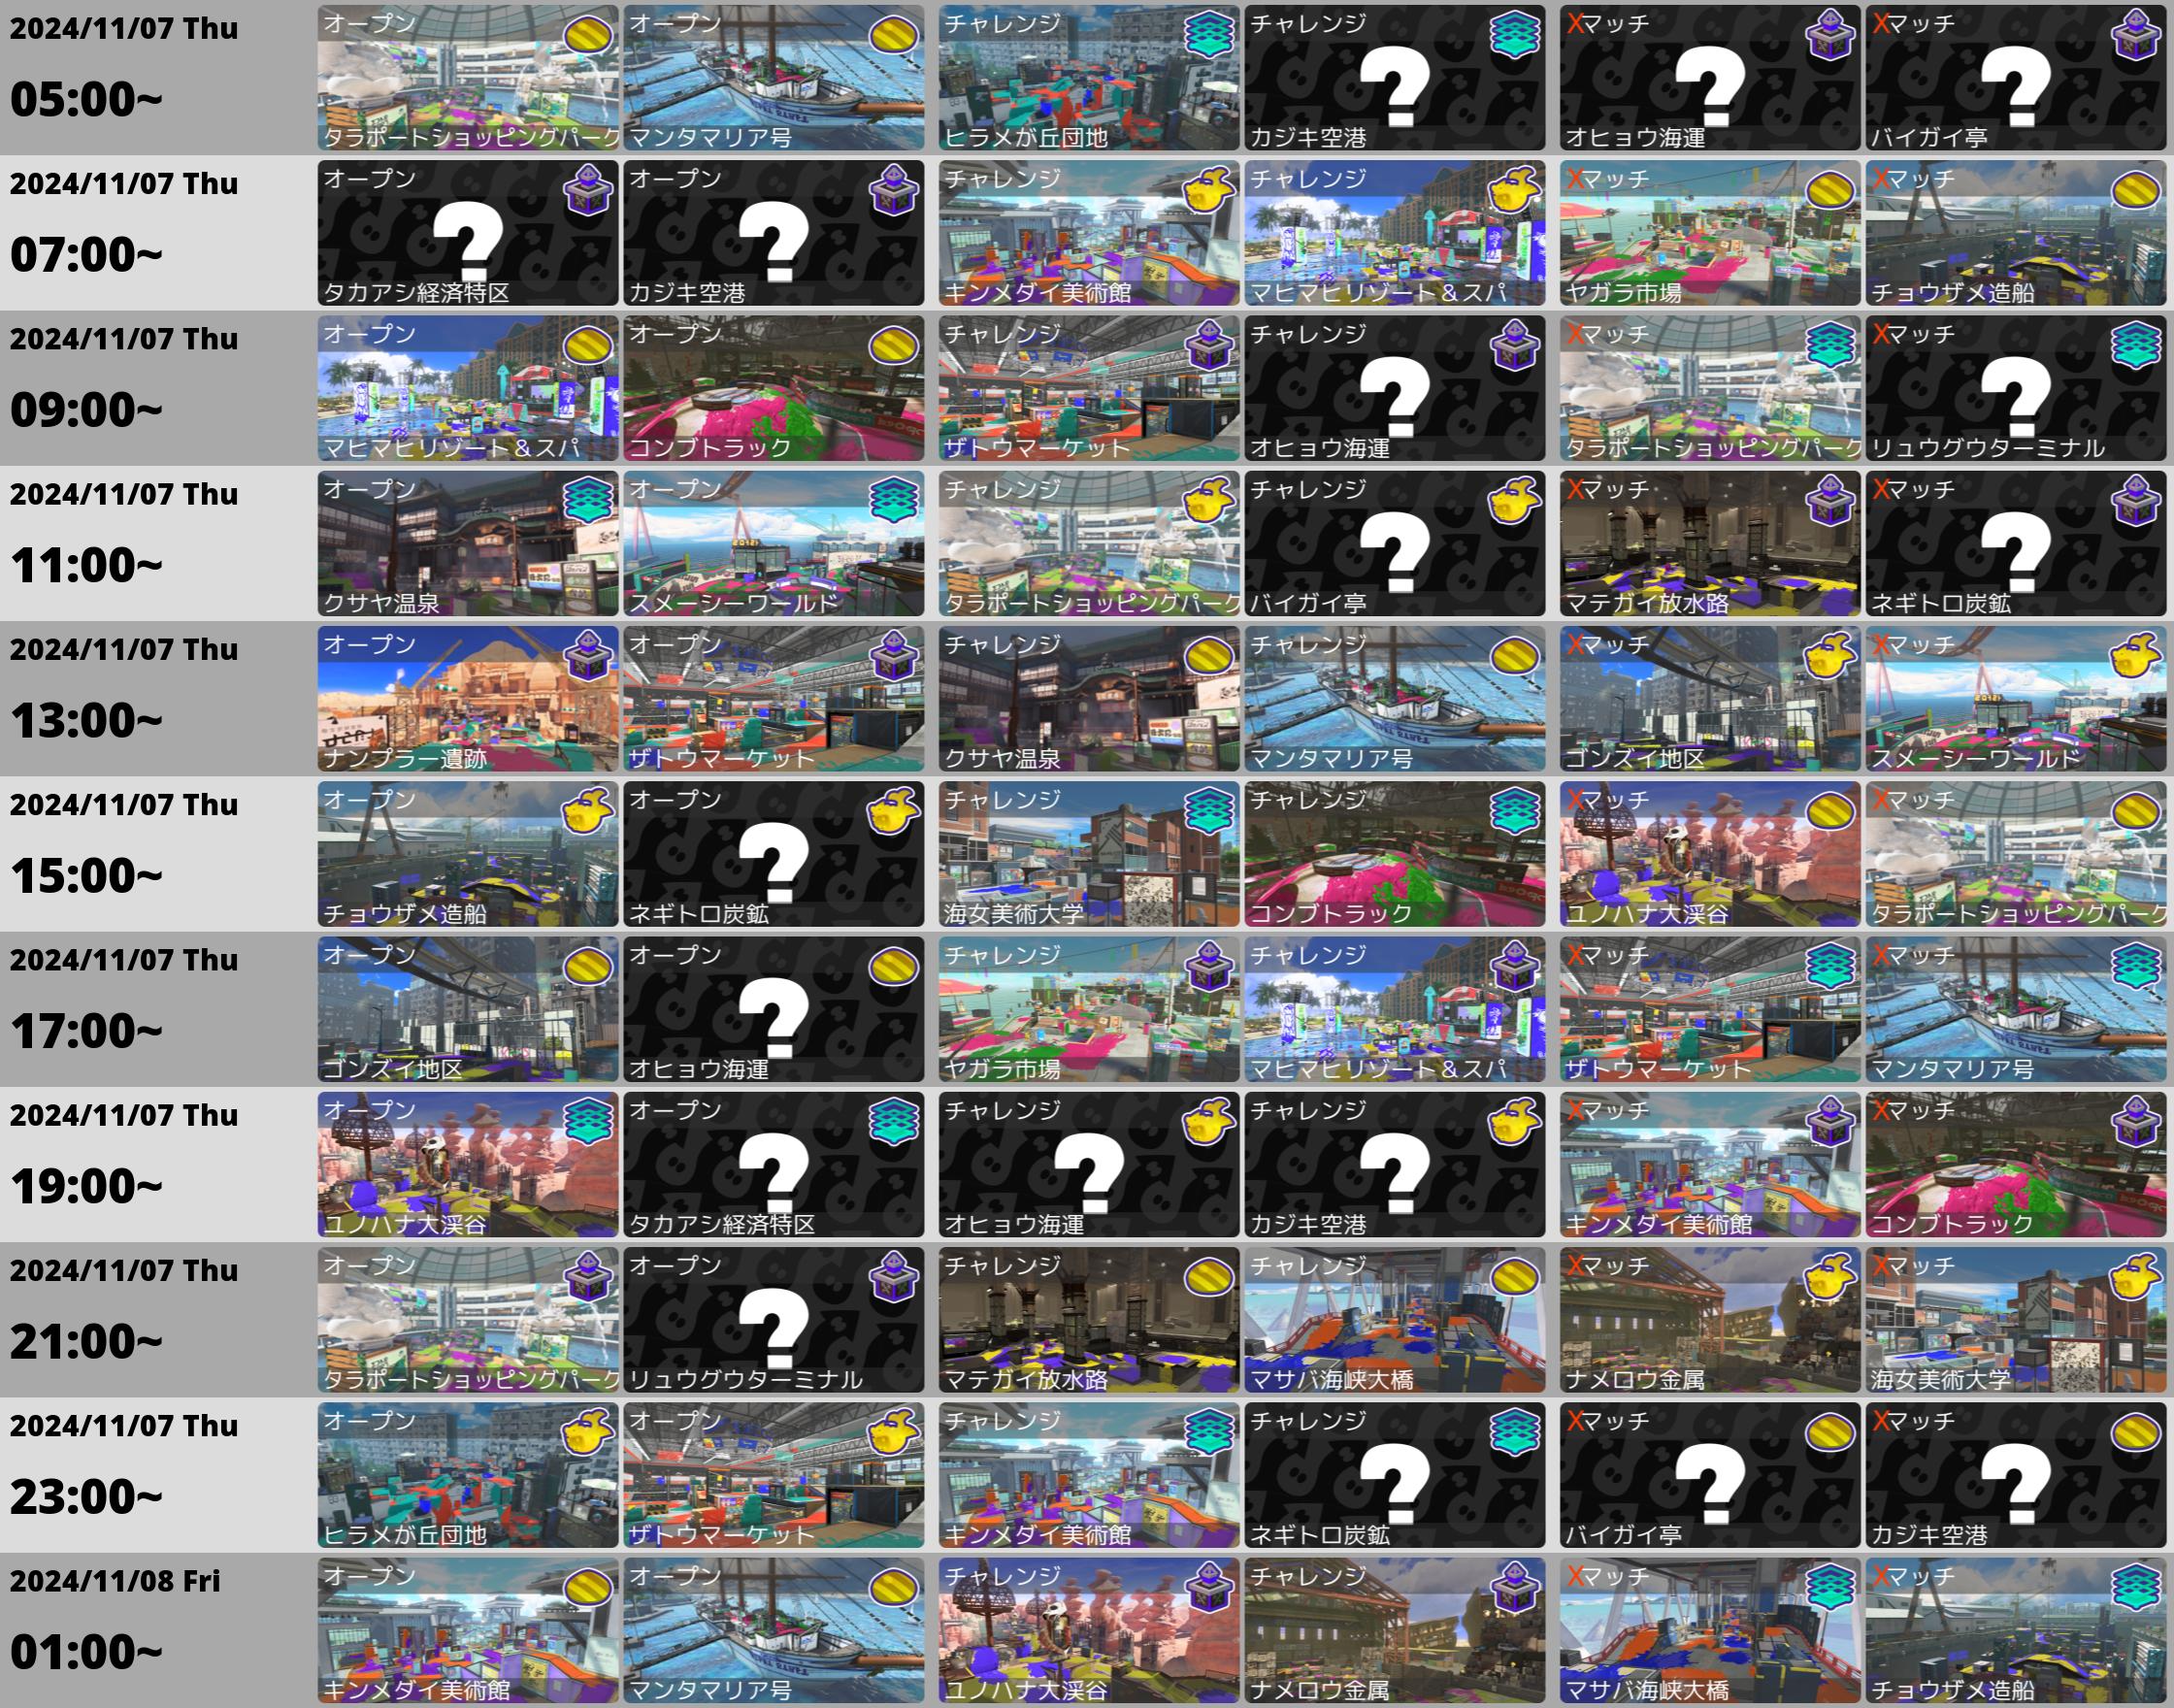 2024/11/07 Thu
05:00~
オープン
タラポートショッピングパーク
オープン
マンタマリア号
チャレンジ
ヒラメが丘団地
チャレンジ
カジキ空港
Xマッチ
オヒョウ海運
Xマッチ
バイガイ亭
2024/11/07 Thu
07:00~
オープン
タカアシ経済特区
オープン
カジキ空港
チャレンジ
キンメダイ美術館
チャレンジ
マヒマヒリゾート&スパ
Xマッチ
ヤガラ市場
Xマッチ
チョウザメ造船
2024/11/07 Thu
09:00~
オープン
マヒマヒリゾート&スパ
オープン
コンブトラック
チャレンジ
ザトウマーケット
チャレンジ
オヒョウ海運
Xマッチ
タラポートショッピングパーク
Xマッチ
リュウグウターミナル
2024/11/07 Thu
11:00~
オープン
クサヤ温泉
オープン
スメーシーワールド
チャレンジ
タラポートショッピングパーク
チャレンジ
バイガイ亭
Xマッチ
マテガイ放水路
Xマッチ
ネギトロ炭鉱
2024/11/07 Thu
13:00~
オープン
ナンプラー遺跡
オープン
ザトウマーケット
チャレンジ
クサヤ温泉
チャレンジ
マンタマリア号
Xマッチ
ゴンズイ地区
Xマッチ
スメーシーワールド
2024/11/07 Thu
15:00~
オープン
チョウザメ造船
オープン
ネギトロ炭鉱
チャレンジ
海女美術大学
チャレンジ
コンブトラック
Xマッチ
ユノハナ大渓谷
Xマッチ
タラポートショッピングパーク
2024/11/07 Thu
17:00~
オープン
ゴンズイ地区
オープン
オヒョウ海運
チャレンジ
ヤガラ市場
チャレンジ
マヒマヒリゾート&スパ
Xマッチ
ザトウマーケット
Xマッチ
マンタマリア号
2024/11/07 Thu
19:00~
オープン
ユノハナ大渓谷
オープン
タカアシ経済特区
チャレンジ
オヒョウ海運
チャレンジ
カジキ空港
Xマッチ
キンメダイ美術館
Xマッチ
コンブトラック
2024/11/07 Thu
21:00~
オープン
タラポートショッピングパーク
オープン
リュウグウターミナル
チャレンジ
マテガイ放水路
チャレンジ
マサバ海峡大橋
Xマッチ
ナメロウ金属
Xマッチ
海女美術大学
2024/11/07 Thu
23:00~
オープン
ヒラメが丘団地
オープン
ザトウマーケット
チャレンジ
キンメダイ美術館
チャレンジ
ネギトロ炭鉱
Xマッチ
バイガイ亭
Xマッチ
カジキ空港
2024/11/08 Fri
01:00~
オープン
キンメダイ美術館
オープン
マンタマリア号
チャレンジ
ユノハナ大渓谷
チャレンジ
ナメロウ金属
Xマッチ
マサバ海峡大橋
Xマッチ
チョウザメ造船